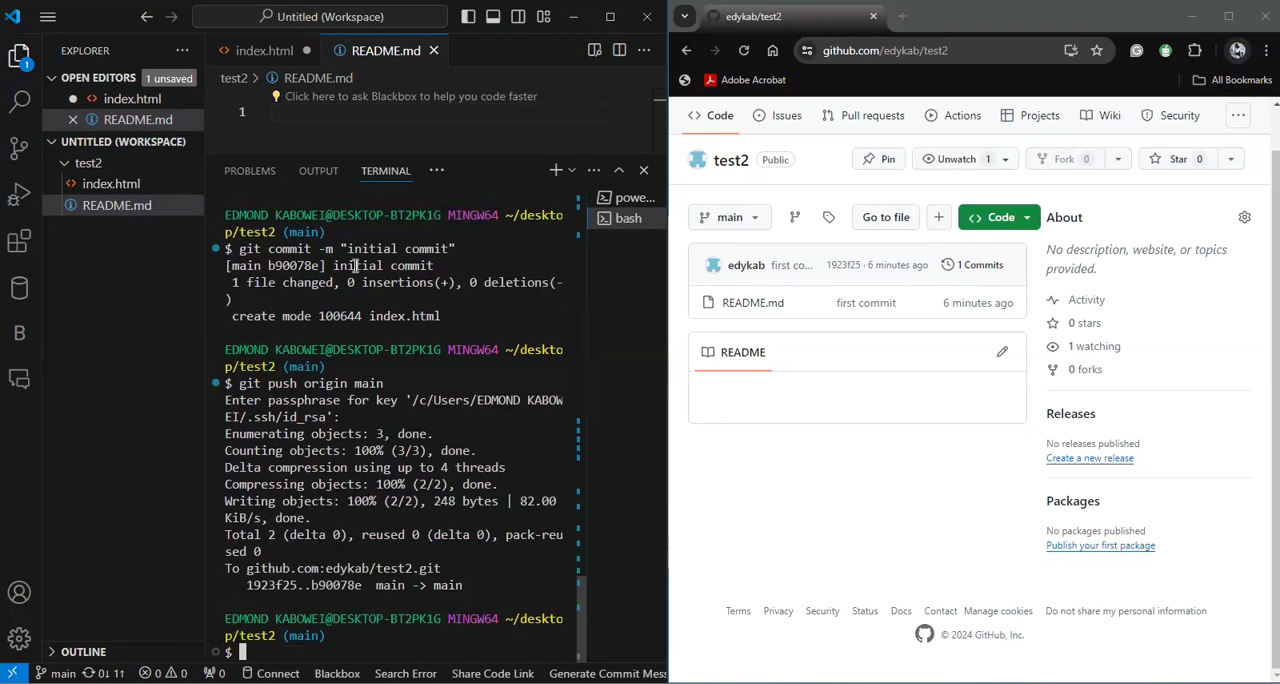 Untitled (Workspace)
EXPLORER
OPEN EDITORS
1 unsaved
index.html
README.md
UNTITLED (WORKSPACE)
test2
index.html
README.md
OUTLINE
index.html
README.md
test2 > README.md
Click here to ask Blackbox to help you code faster
1
PROBLEMS
OUTPUT
TERMINAL
powe...
bash
EDMOND KABOWEI@DESKTOP-BT2PK1G MINGW64 ~/deskto
p/test2 (main)
$ git commit -m "initial commit"
[main b90078e] initial commit
1 file changed, 0 insertions(+), 0 deletions(-
)
create mode 100644 index.html
EDMOND KABOWEI@DESKTOP-BT2PK1G MINGW64 ~/deskto
p/test2 (main)
$ git push origin main
Enter passphrase for key '/c/Users/EDMOND KABOW
EI/.ssh/id_rsa':
Enumerating objects: 3, done.
Counting objects: 100% (3/3), done.
Delta compression using up to 4 threads
Compressing objects: 100% (2/2), done.
Writing objects: 100% (2/2), 248 bytes | 82.00
KiB/s, done.
Total 2 (delta 0), reused 0 (delta 0), pack-reu
sed 0
To github.com:edykab/test2.git
1923f25..b90078e  main -> main
EDMOND KABOWEI@DESKTOP-BT2PK1G MINGW64 ~/deskto
p/test2 (main)
$
main 0↓ 1↑ 0 0 0 Connect Blackbox Search Error Share Code Link Generate Commit Mess
edykab/test2
github.com/edykab/test2
Adobe Acrobat
All Bookmarks
Code Issues Pull requests Actions Projects Wiki Security
test2 Public Pin Unwatch 1 Fork 0 Star 0
main Go to file Code
edykab first co... 1923f25 · 6 minutes ago 1 Commits
README.md first commit 6 minutes ago
README
About
No description, website, or topics
provided.
Activity
0 stars
1 watching
0 forks
Releases
No releases published
Create a new release
Packages
No packages published
Publish your first package
Terms Privacy Security Status Docs Contact Manage cookies Do not share my personal information
© 2024 GitHub, Inc.